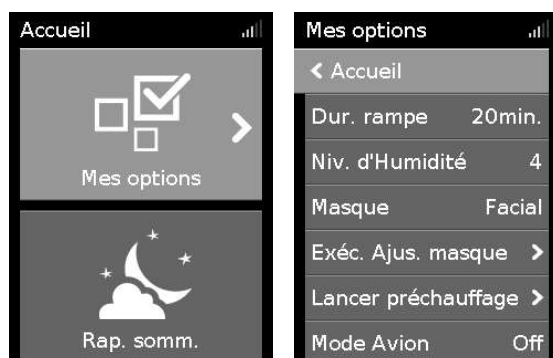 Accueil
Mes options
Rap. somm.
Mes options
Accueil
Dur. rampe 20min.
Niv. d'Humidité 4
Masque Facial
Exéc. Ajus. masque
Lancer préchauffage
Mode Avion Off